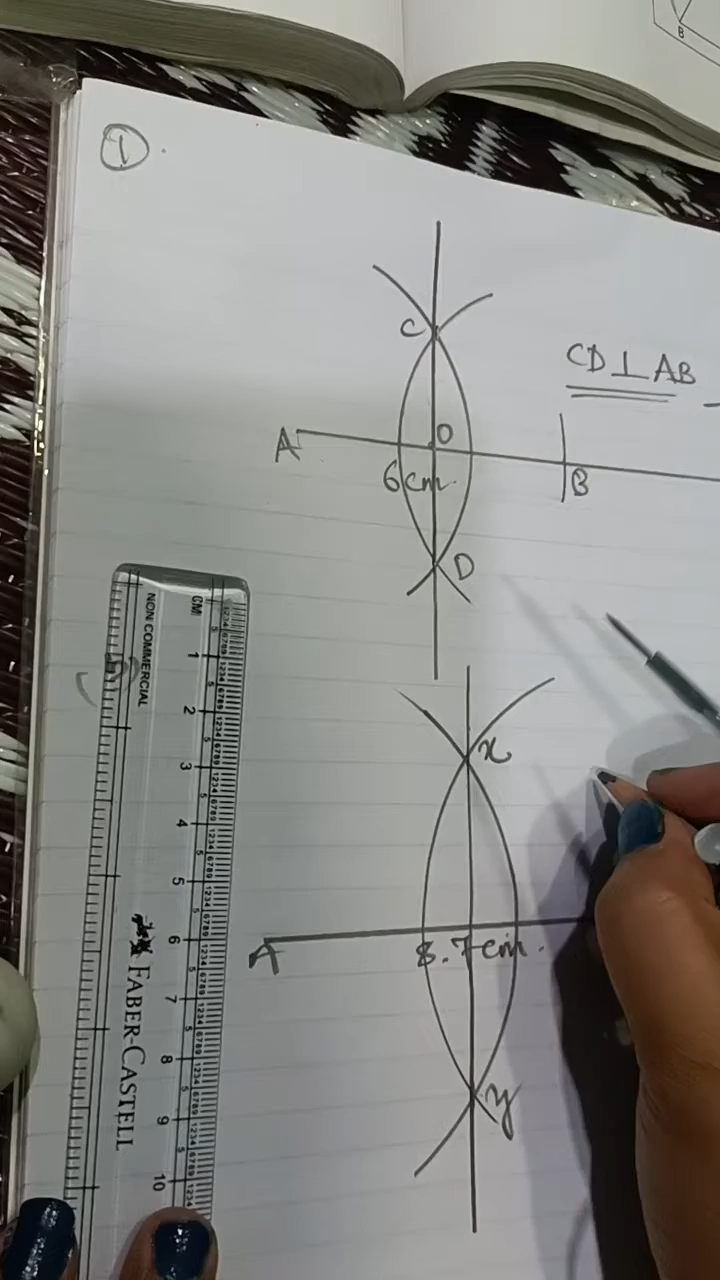 B
1
C
CD ⊥ AB
O
A
6cm
B
D
x
A
8.7cm.
y
NON COMMERCIAL
CM
1 2 3 4 5 6 7 8 9 10
FABER-CASTELL